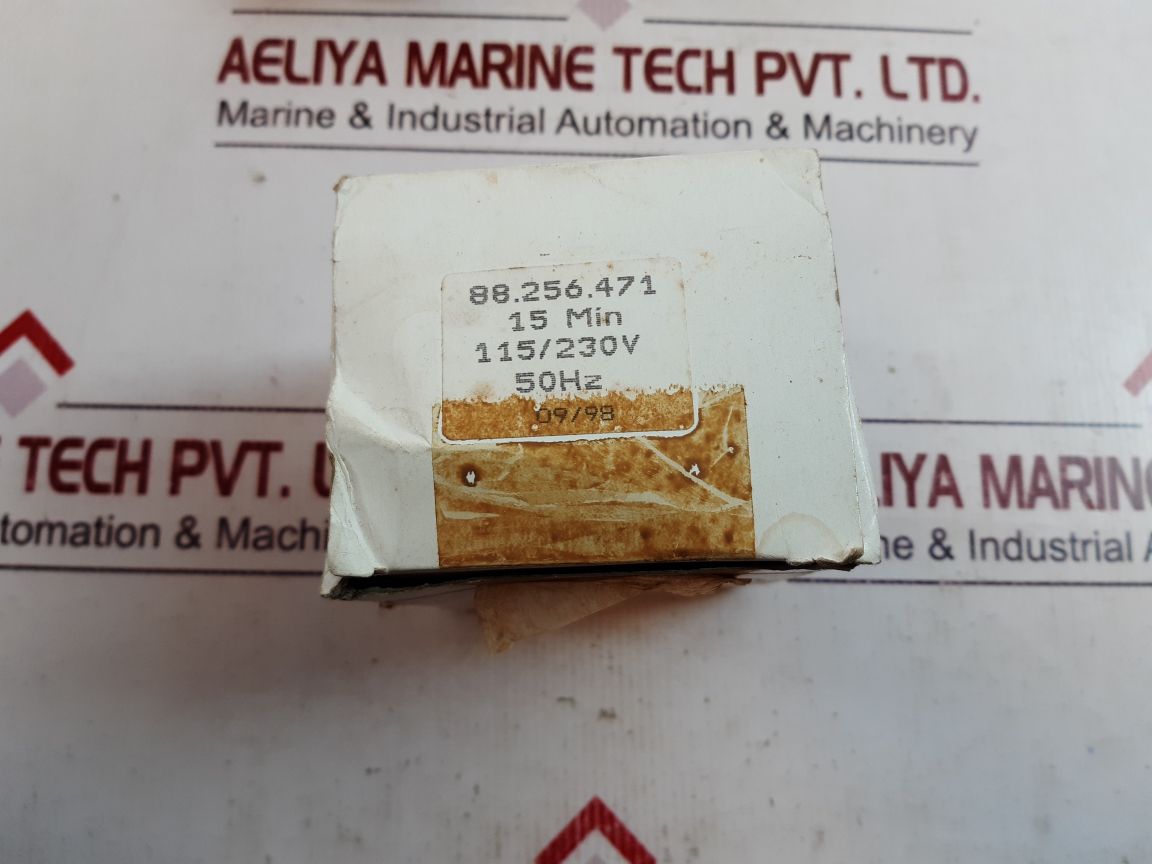 AELIYA MARINE TECH PVT. LTD.
Marine & Industrial Automation & Machinery
88.256.471
15 Min
115/230V
50Hz
09/98
TECH PVT.
tomation & Machi
IYA MARIN
ne & Industrial A